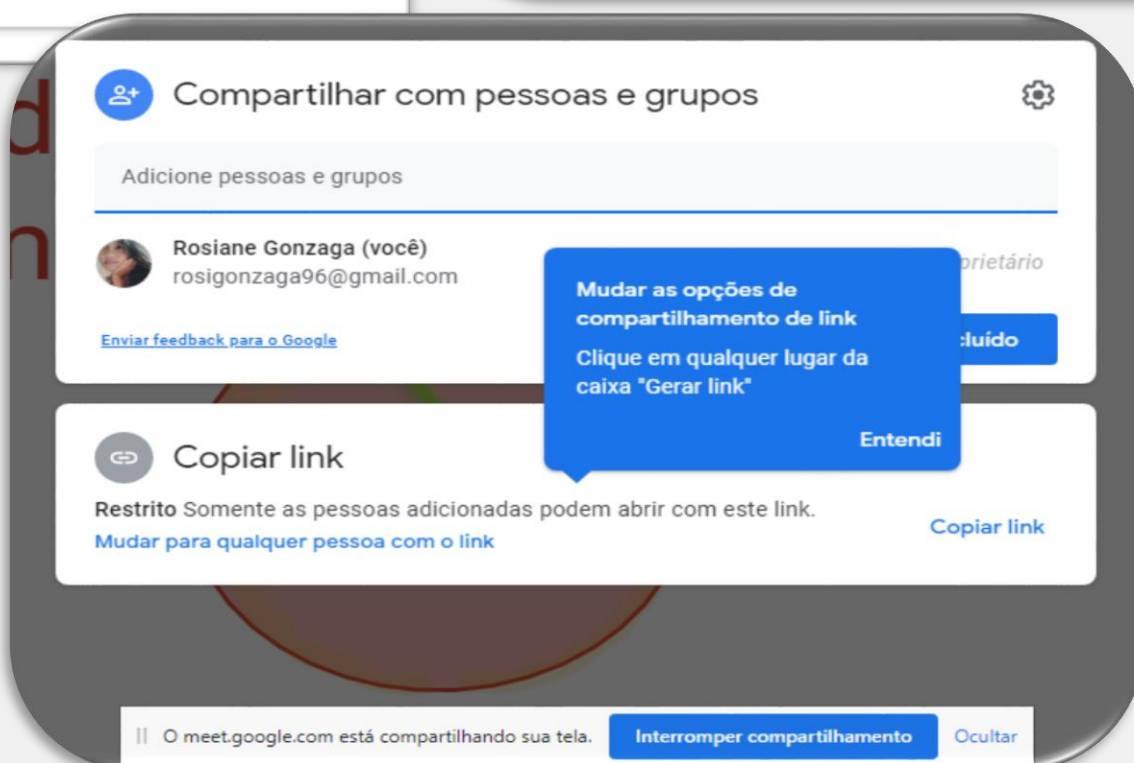 Compartilhar com pessoas e grupos
Adicione pessoas e grupos
Rosiane Gonzaga (você)
rosigonzaga96@gmail.com
Enviar feedback para o Google
Mudar as opções de
compartilhamento de link
Clique em qualquer lugar da
caixa "Gerar link"
Entendi
Copiar link
Restrito Somente as pessoas adicionadas podem abrir com este link.
Mudar para qualquer pessoa com o link
Copiar link
O meet.google.com está compartilhando sua tela.
Interromper compartilhamento
Ocultar